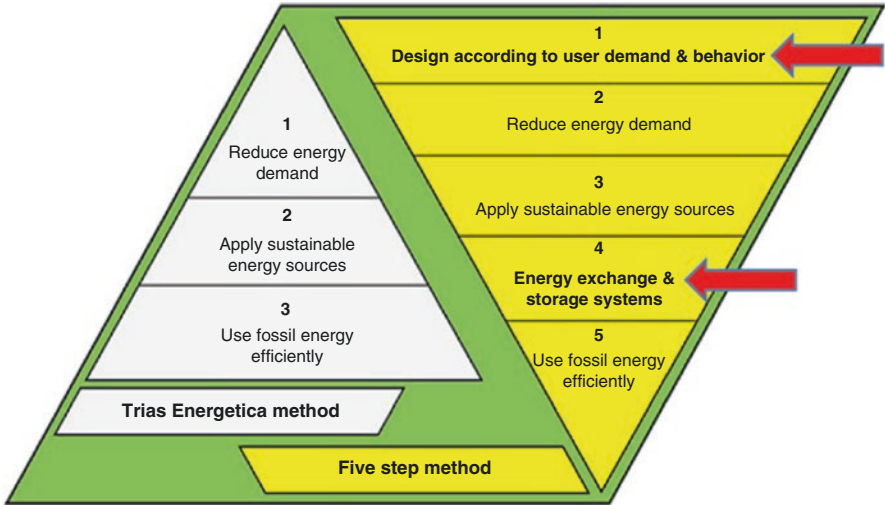 1
Reduce energy
demand
2
Apply sustainable
energy sources
3
Use fossil energy
efficiently
Trias Energetica method
1
Design according to user demand & behavior
2
Reduce energy demand
3
Apply sustainable energy sources
4
Energy exchange &
storage systems
5
Use fossil energy
efficiently
Five step method